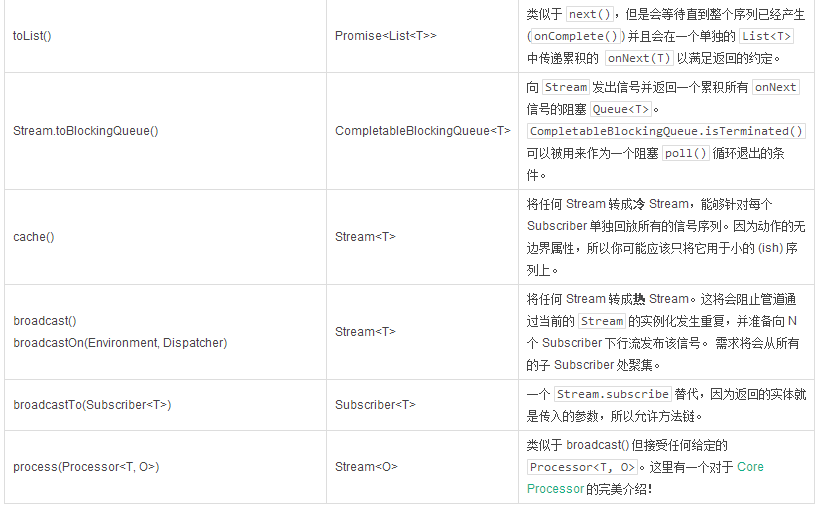 toList()
Promise<List<T>>
类似于 next()，但是会等待直到整个序列已经产生
(onComplete()) 并且会在一个单独的 List<T>
中传递累积的 onNext(T) 以满足返回的约定。
Stream.toBlockingQueue()
CompletableBlockingQueue<T>
向 Stream 发出信号并返回一个累积所有 onNext
信号的阻塞 Queue<T>。
CompletableBlockingQueue.isTerminated()
可以被用来作为一个阻塞 poll() 循环退出的条
件。
cache()
Stream<T>
将任何 Stream 转成冷 Stream，能够针对每个
Subscriber 单独回放所有的信号序列。因为动作的无
边界属性，所以你可能应该只将它用于小的 (ish) 序
列上。
broadcast()
broadcastOn(Environment, Dispatcher)
Stream<T>
将任何 Stream 转成热 Stream。这将会阻止管道通
过当前的 Stream 的实例化发生重复，并准备向 N
个 Subscriber 下行流发布该信号。 需求将会从所有
的子 Subscriber 处聚集。
broadcastTo(Subscriber<T>)
Subscriber<T>
一个 Stream.subscribe 替代，因为返回的实体就
是传入的参数，所以允许方法链。
process(Processor<T, O>)
Stream<O>
类似于 broadcast() 但接受任何给定的
Processor<T, O>。这里有一个对于 Core
Processor 的完美介绍！